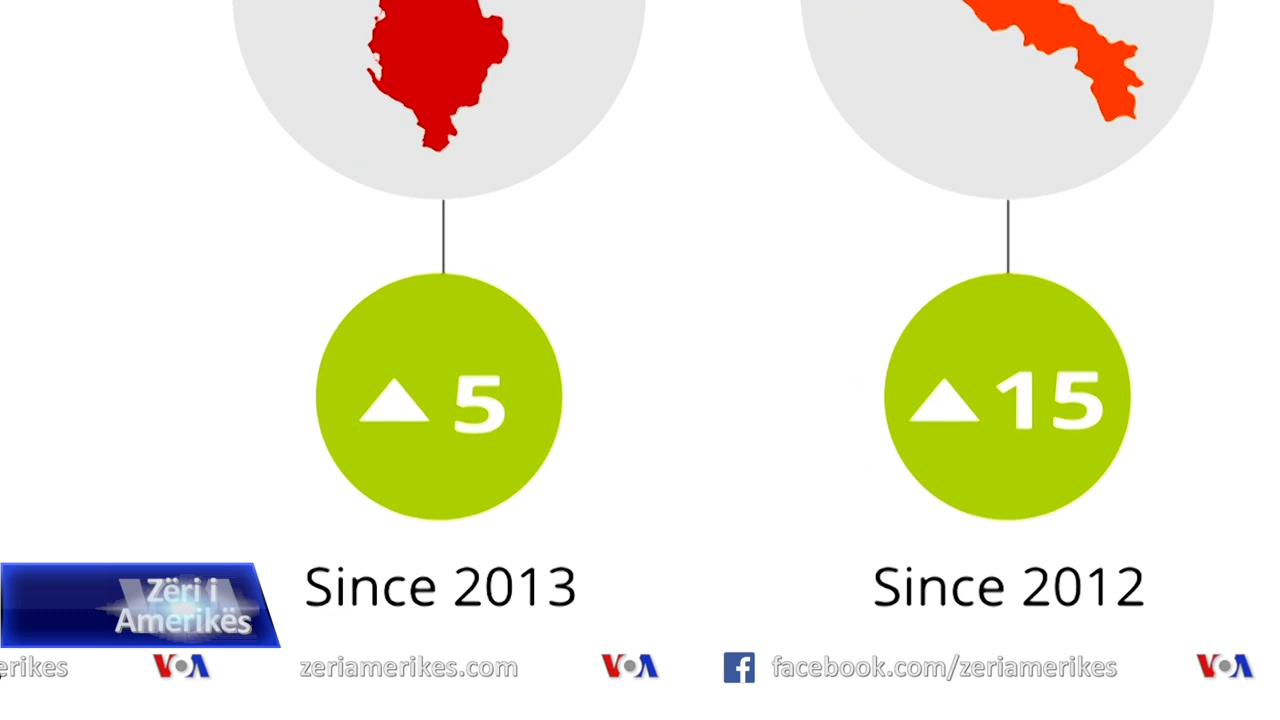 ▲5
▲15
Since 2013
Since 2012
Zëri i
Amerikës
erikes VOA zeriamerikes.com VOA facebook.com/zeriamerikes VOA